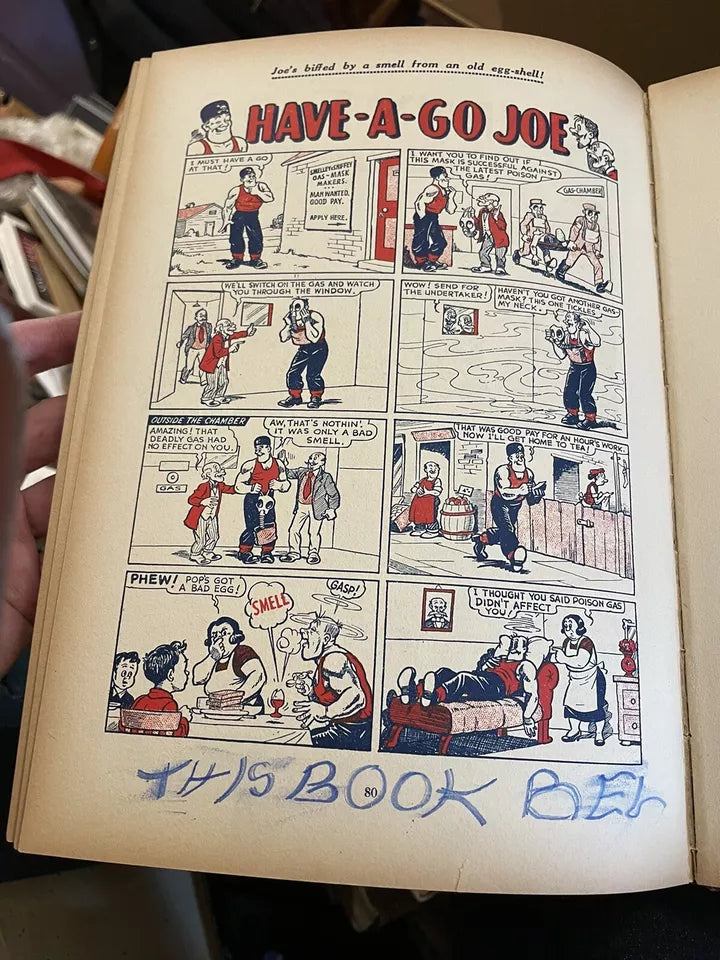 Joe's biffed by a smell from an old egg-shell!
HAVE-A-GO JOE
I MUST HAVE A GO
AT THAT!
SMELLEY & SNIFFEY
GAS-MASK
MAKERS.
MAN WANTED.
GOOD PAY.
APPLY HERE.
I WANT YOU TO FIND OUT IF
THIS MASK IS SUCCESSFUL AGAINST
THE LATEST POISON
GAS!
GAS-CHAMBER
WE'LL SWITCH ON THE GAS AND WATCH
YOU THROUGH THE WINDOW.
WOW! SEND FOR
THE UNDERTAKER!
HAVEN'T YOU GOT ANOTHER GAS-
MASK? THIS ONE TICKLES
MY NECK.
OUTSIDE THE CHAMBER
AMAZING! THAT
DEADLY GAS HAD
NO EFFECT ON YOU.
AW, THAT'S NOTHIN'.
IT WAS ONLY A BAD
SMELL.
GAS
THAT WAS GOOD PAY FOR AN HOUR'S WORK.
NOW I'LL GET HOME TO TEA!
PHEW! POP'S GOT
A BAD EGG!
SMELL
GASP!
I THOUGHT YOU SAID POISON GAS
DIDN'T AFFECT
YOU!
THIS BOOK BEL
80